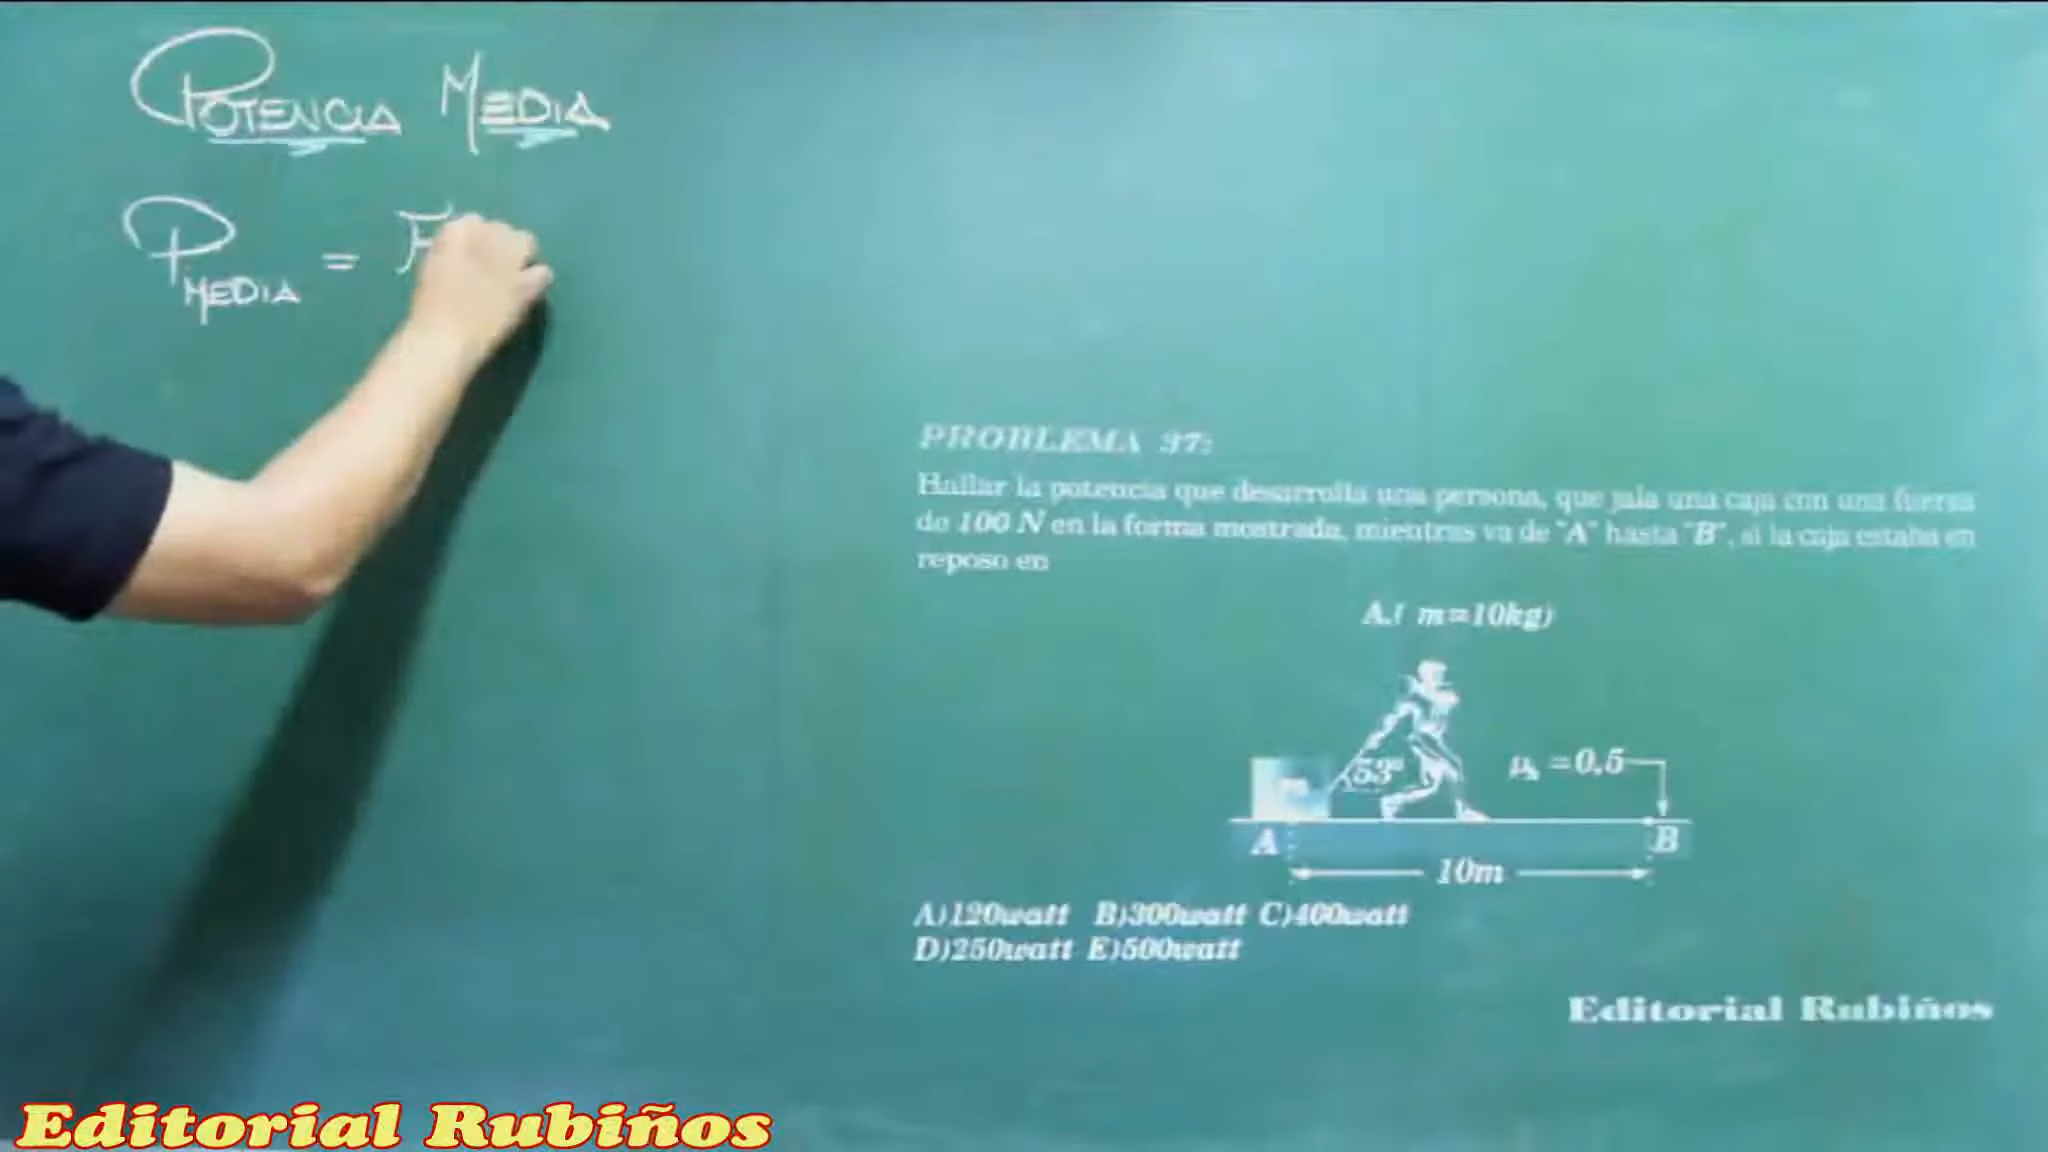 POTENCIA MEDIA
P MEDIA = F
PROBLEMA 37:
Hallar la potencia que desarrolla una persona, que jala una caja con una fuerza
de 100 N en la forma mostrada, mientras va de "A" hasta "B", si la caja estaba en
reposo en
A.( m=10kg)
53°
μk =0,5
A
B
10m
A)120watt B)300watt C)400watt
D)250watt E)500watt
Editorial Rubiños
Editorial Rubiños